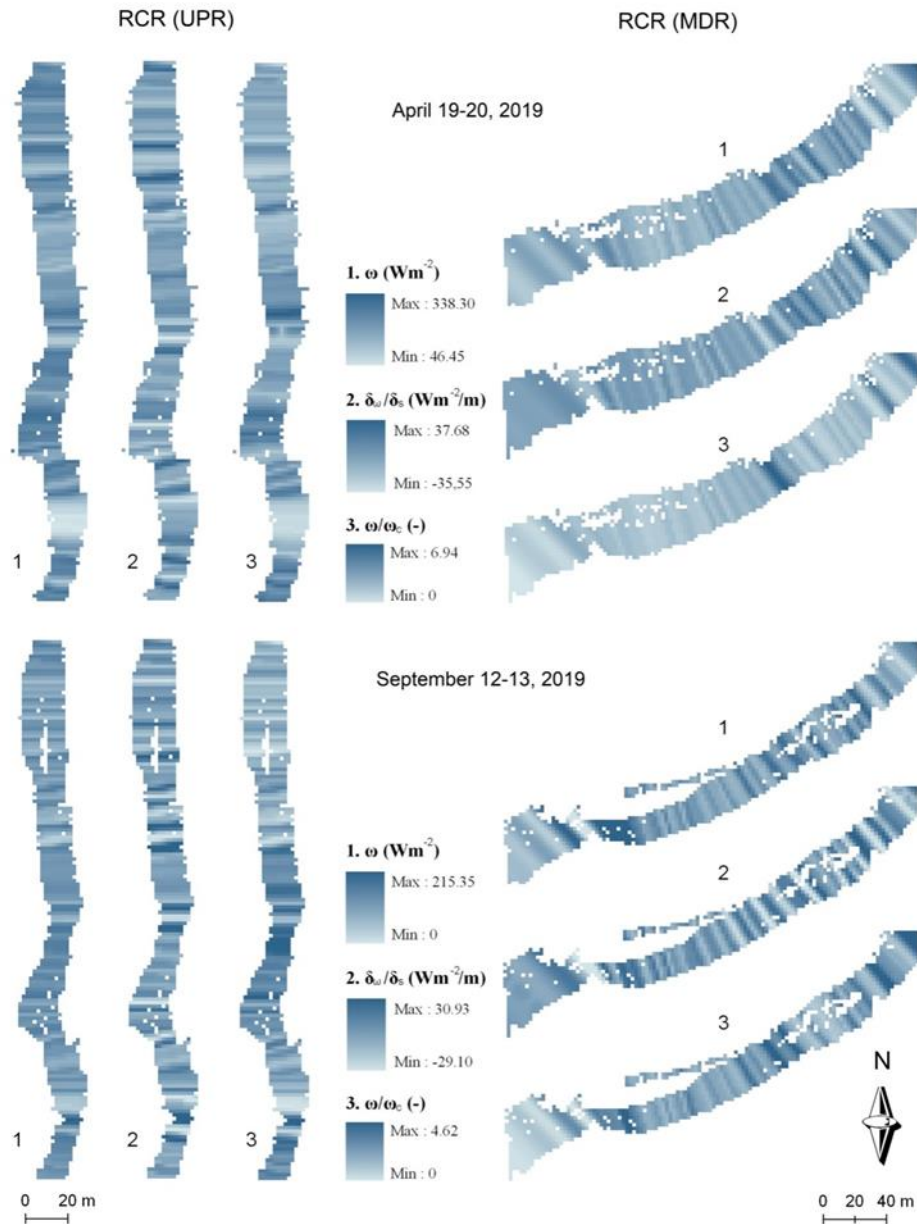 RCR (UPR)
RCR (MDR)
April 19-20, 2019
1
1. ω (Wm⁻²)
Max : 338.30
Min : 46.45
2
2. δω/δs (Wm⁻²/m)
Max : 37.68
Min : -35,55
3
3. ω/ωc (-)
Max : 6.94
Min : 0
1
2
3
September 12-13, 2019
1
1. ω (Wm⁻²)
Max : 215.35
Min : 0
2
2. δω/δs (Wm⁻²/m)
Max : 30.93
Min : -29.10
3
3. ω/ωc (-)
Max : 4.62
Min : 0
N
1
2
3
0 20 m
0 20 40 m